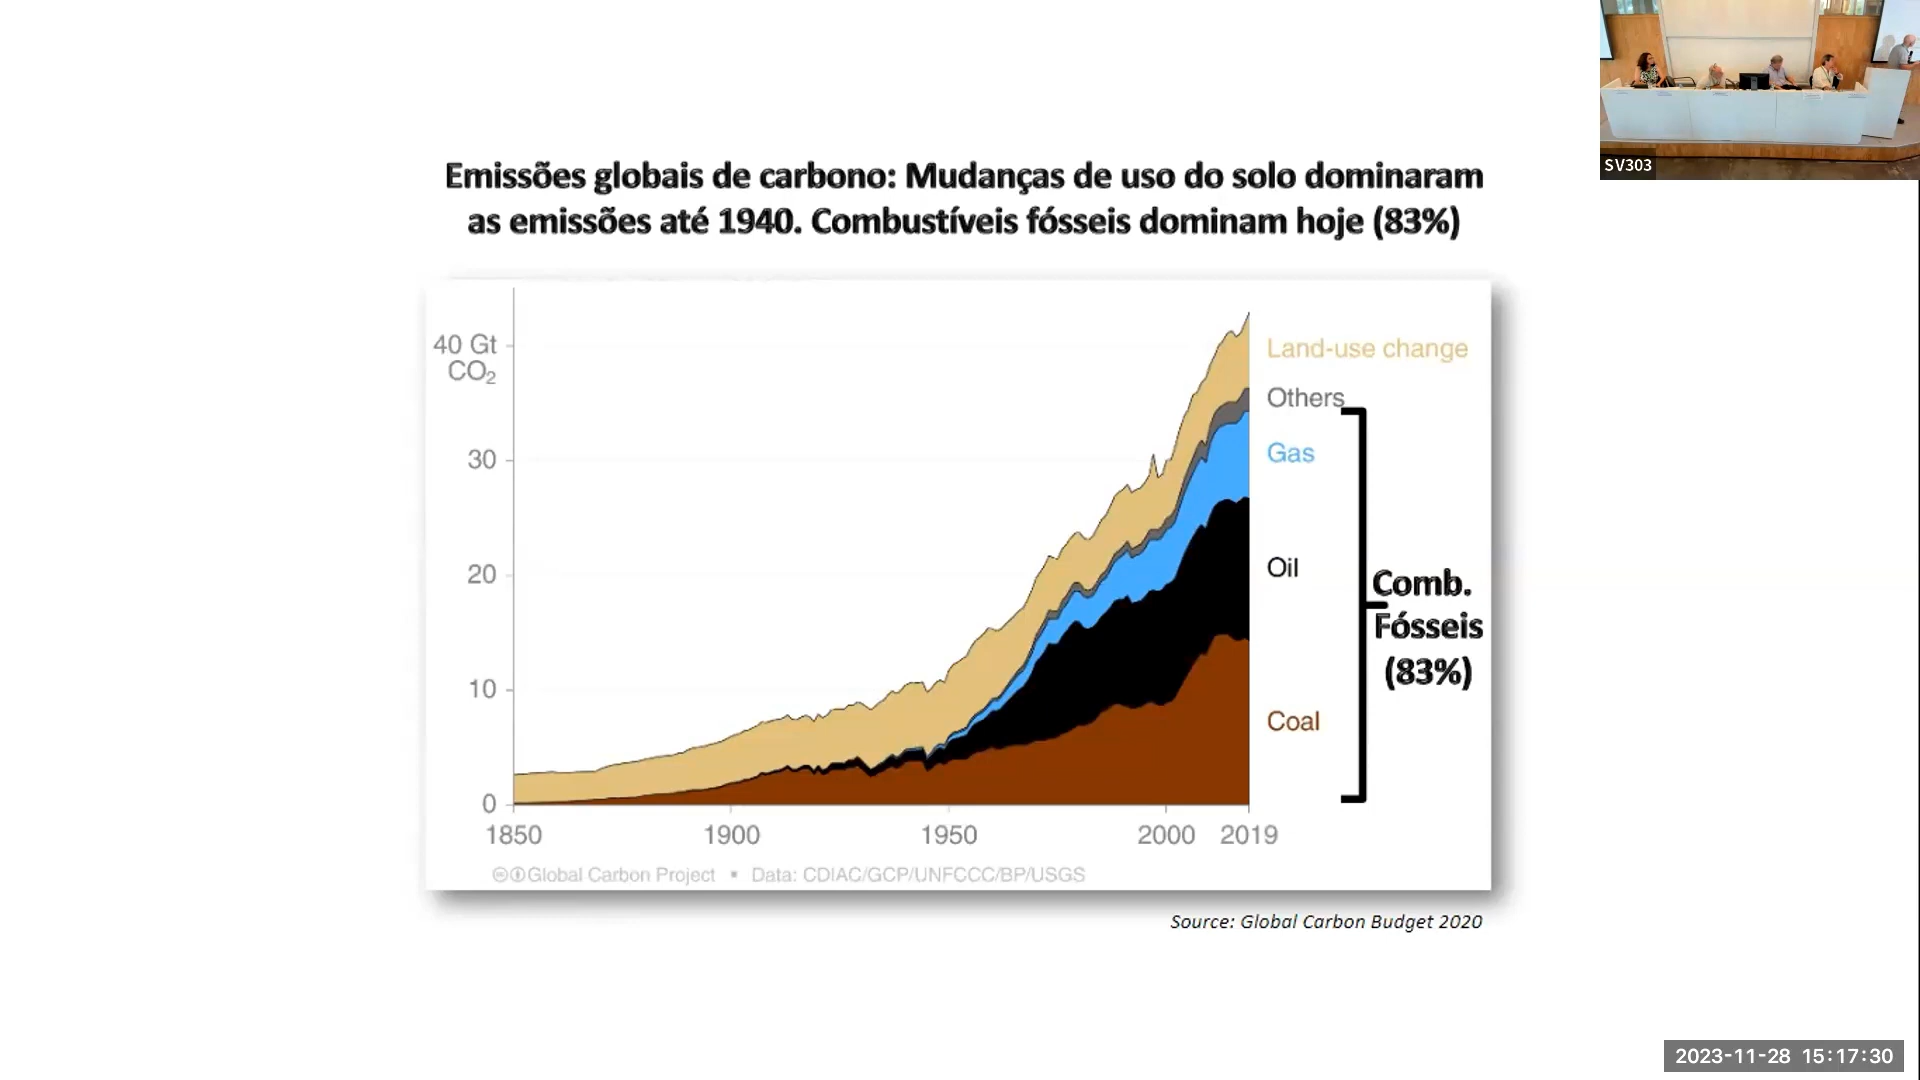 SV303
Emissões globais de carbono: Mudanças de uso do solo dominaram
as emissões até 1940. Combustíveis fósseis dominam hoje (83%)
40 Gt
CO₂
30
20
10
0
1850 1900 1950 2000 2019
Land-use change
Others
Gas
Oil
Coal
Comb.
Fósseis
(83%)
Global Carbon Project ▪ Data: CDIAC/GCP/UNFCCC/BP/USGS
Source: Global Carbon Budget 2020
2023-11-28 15:17:30